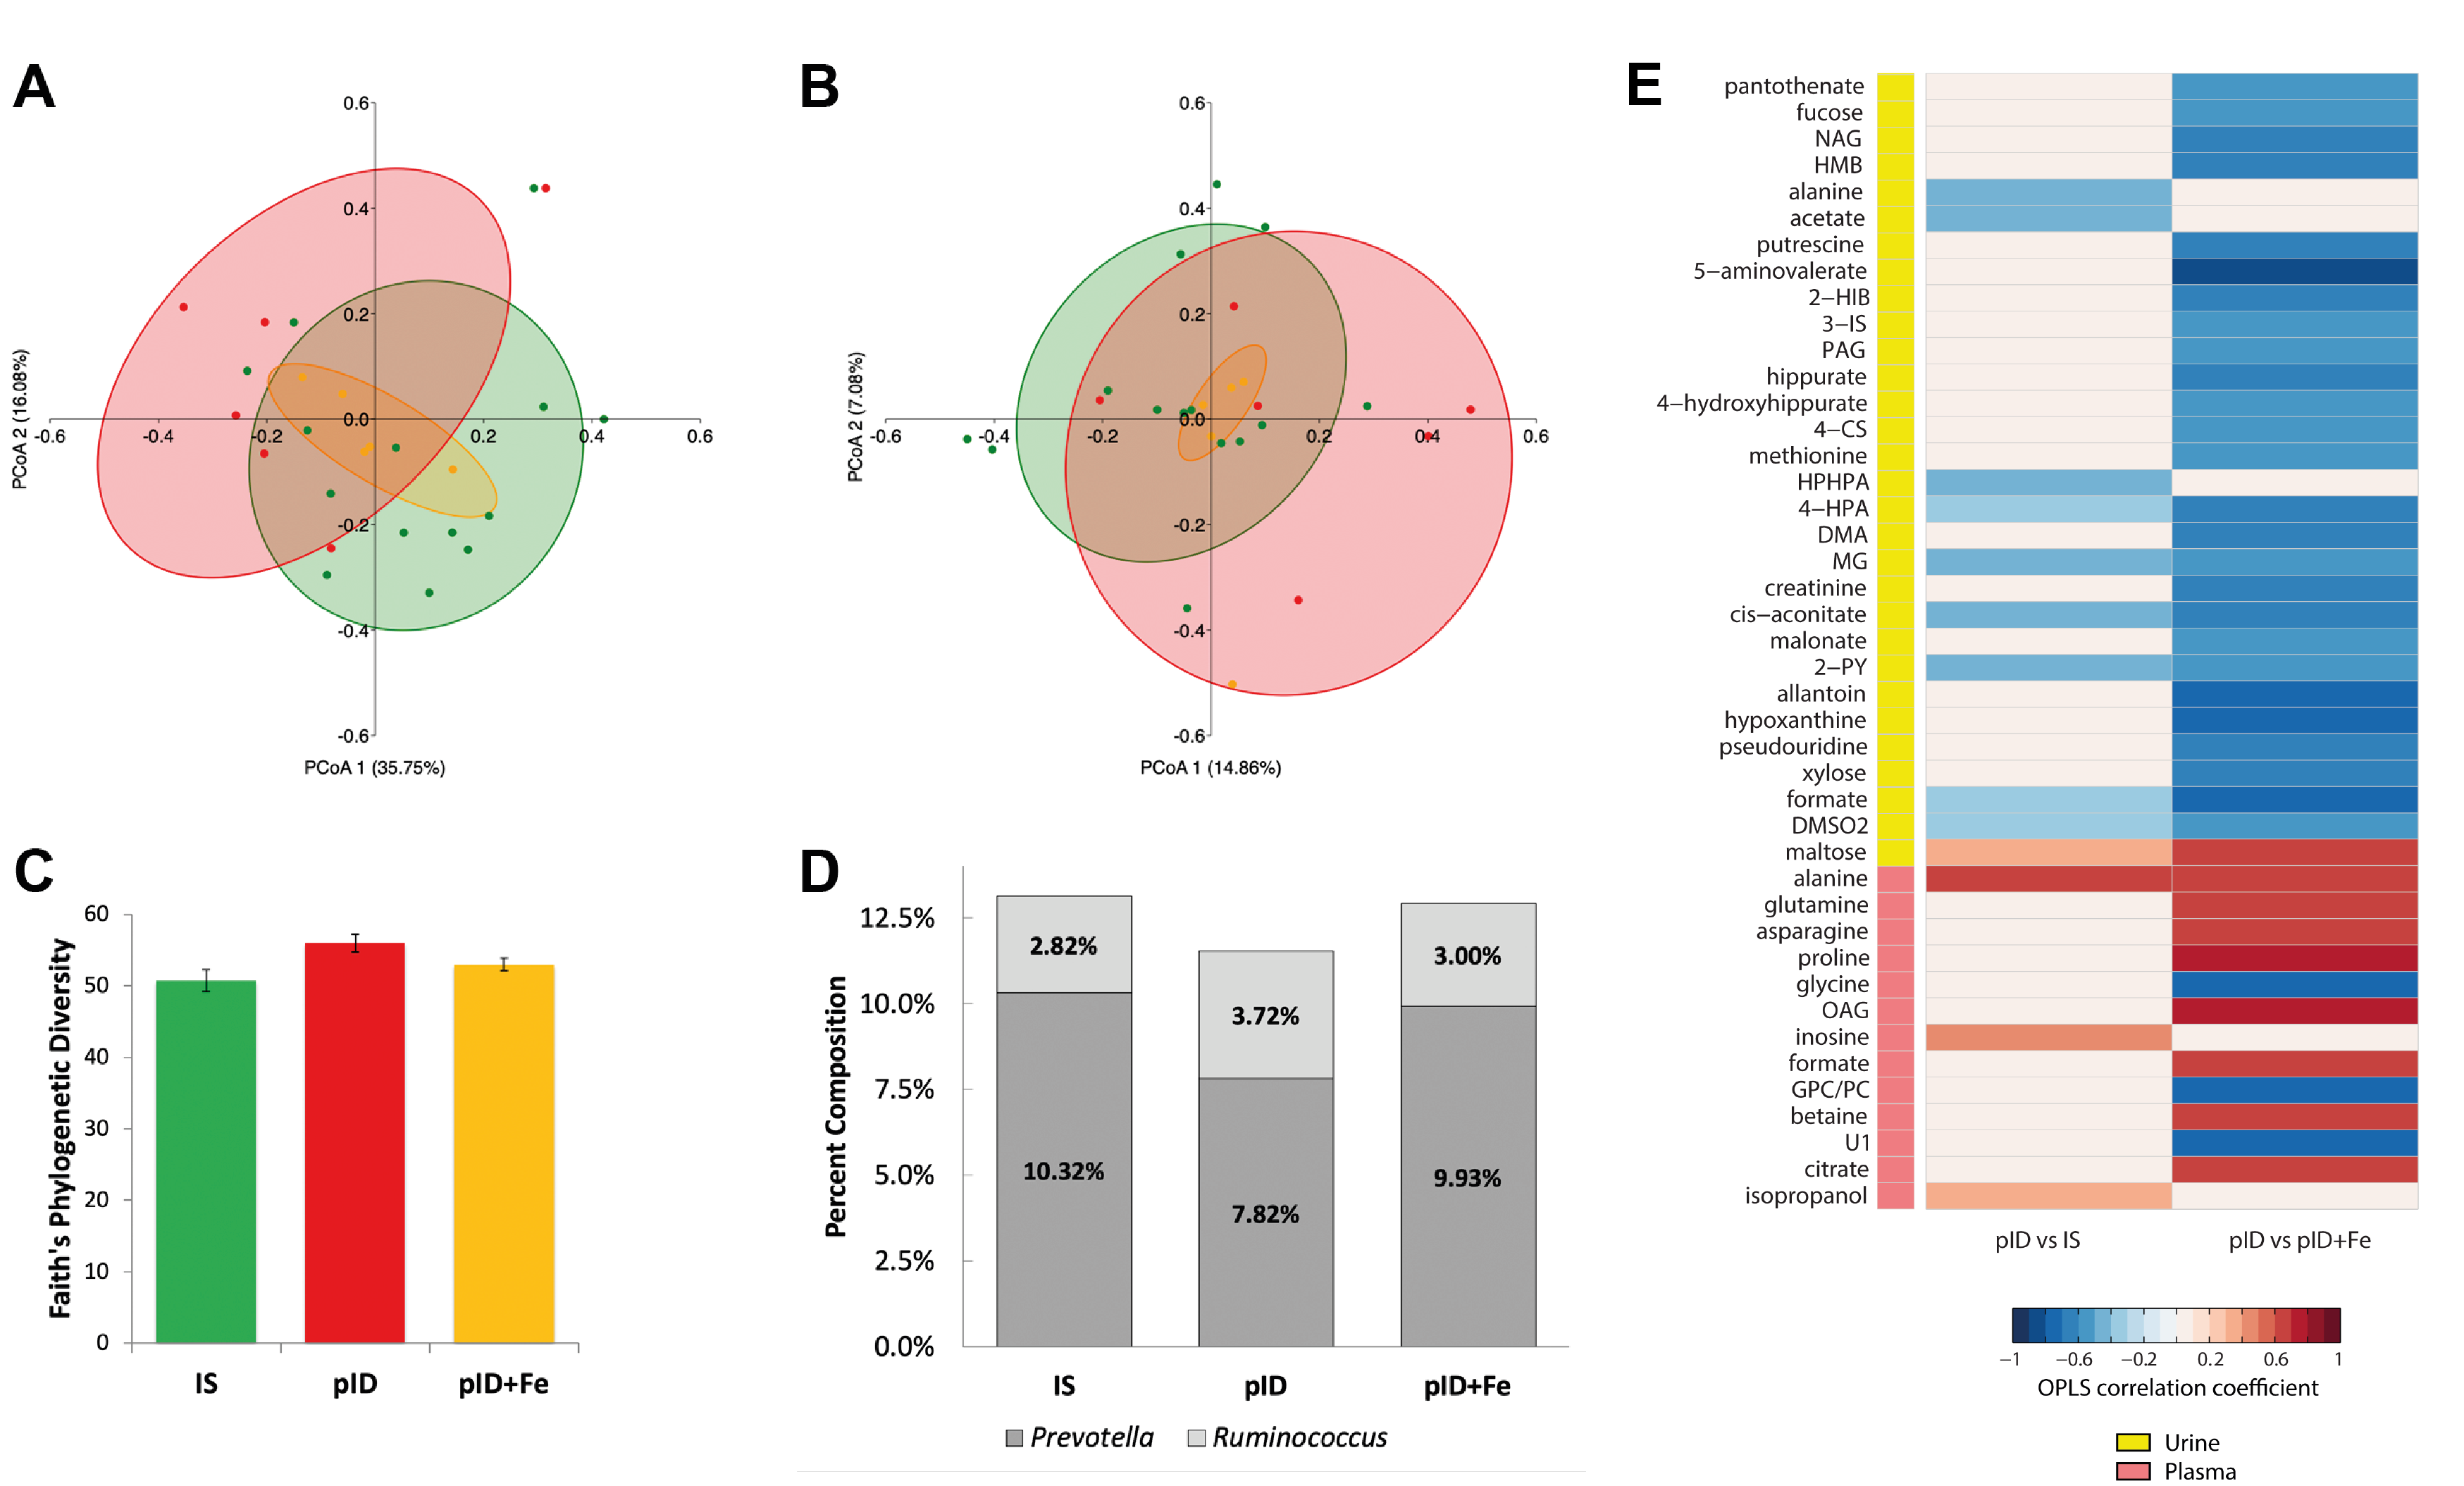 A
0.6
0.4
0.2
0.0
-0.6
-0.4
-0.2
0.2
0.4
0.6
-0.2
-0.4
-0.6
PCoA 2 (16.08%)
PCoA 1 (35.75%)
B
0.6
0.4
0.2
0.0
-0.6
-0.4
-0.2
0.2
0.4
0.6
-0.2
-0.4
-0.6
PCoA 2 (7.08%)
PCoA 1 (14.86%)
C
Faith's Phylogenetic Diversity
60
50
40
30
20
10
0
IS
pID
pID+Fe
D
Percent Composition
12.5%
10.0%
7.5%
5.0%
2.5%
0.0%
2.82%
10.32%
3.72%
7.82%
3.00%
9.93%
IS
pID
pID+Fe
Prevotella
Ruminococcus
E
pantothenate
fucose
NAG
HMB
alanine
acetate
putrescine
5−aminovalerate
2−HIB
3−IS
PAG
hippurate
4−hydroxyhippurate
4−CS
methionine
HPHPA
4−HPA
DMA
MG
creatinine
cis−aconitate
malonate
2−PY
allantoin
hypoxanthine
pseudouridine
xylose
formate
DMSO2
maltose
alanine
glutamine
asparagine
proline
glycine
OAG
inosine
formate
GPC/PC
betaine
U1
citrate
isopropanol
pID vs IS
pID vs pID+Fe
−1
−0.6
−0.2
0.2
0.6
1
OPLS correlation coefficient
Urine
Plasma